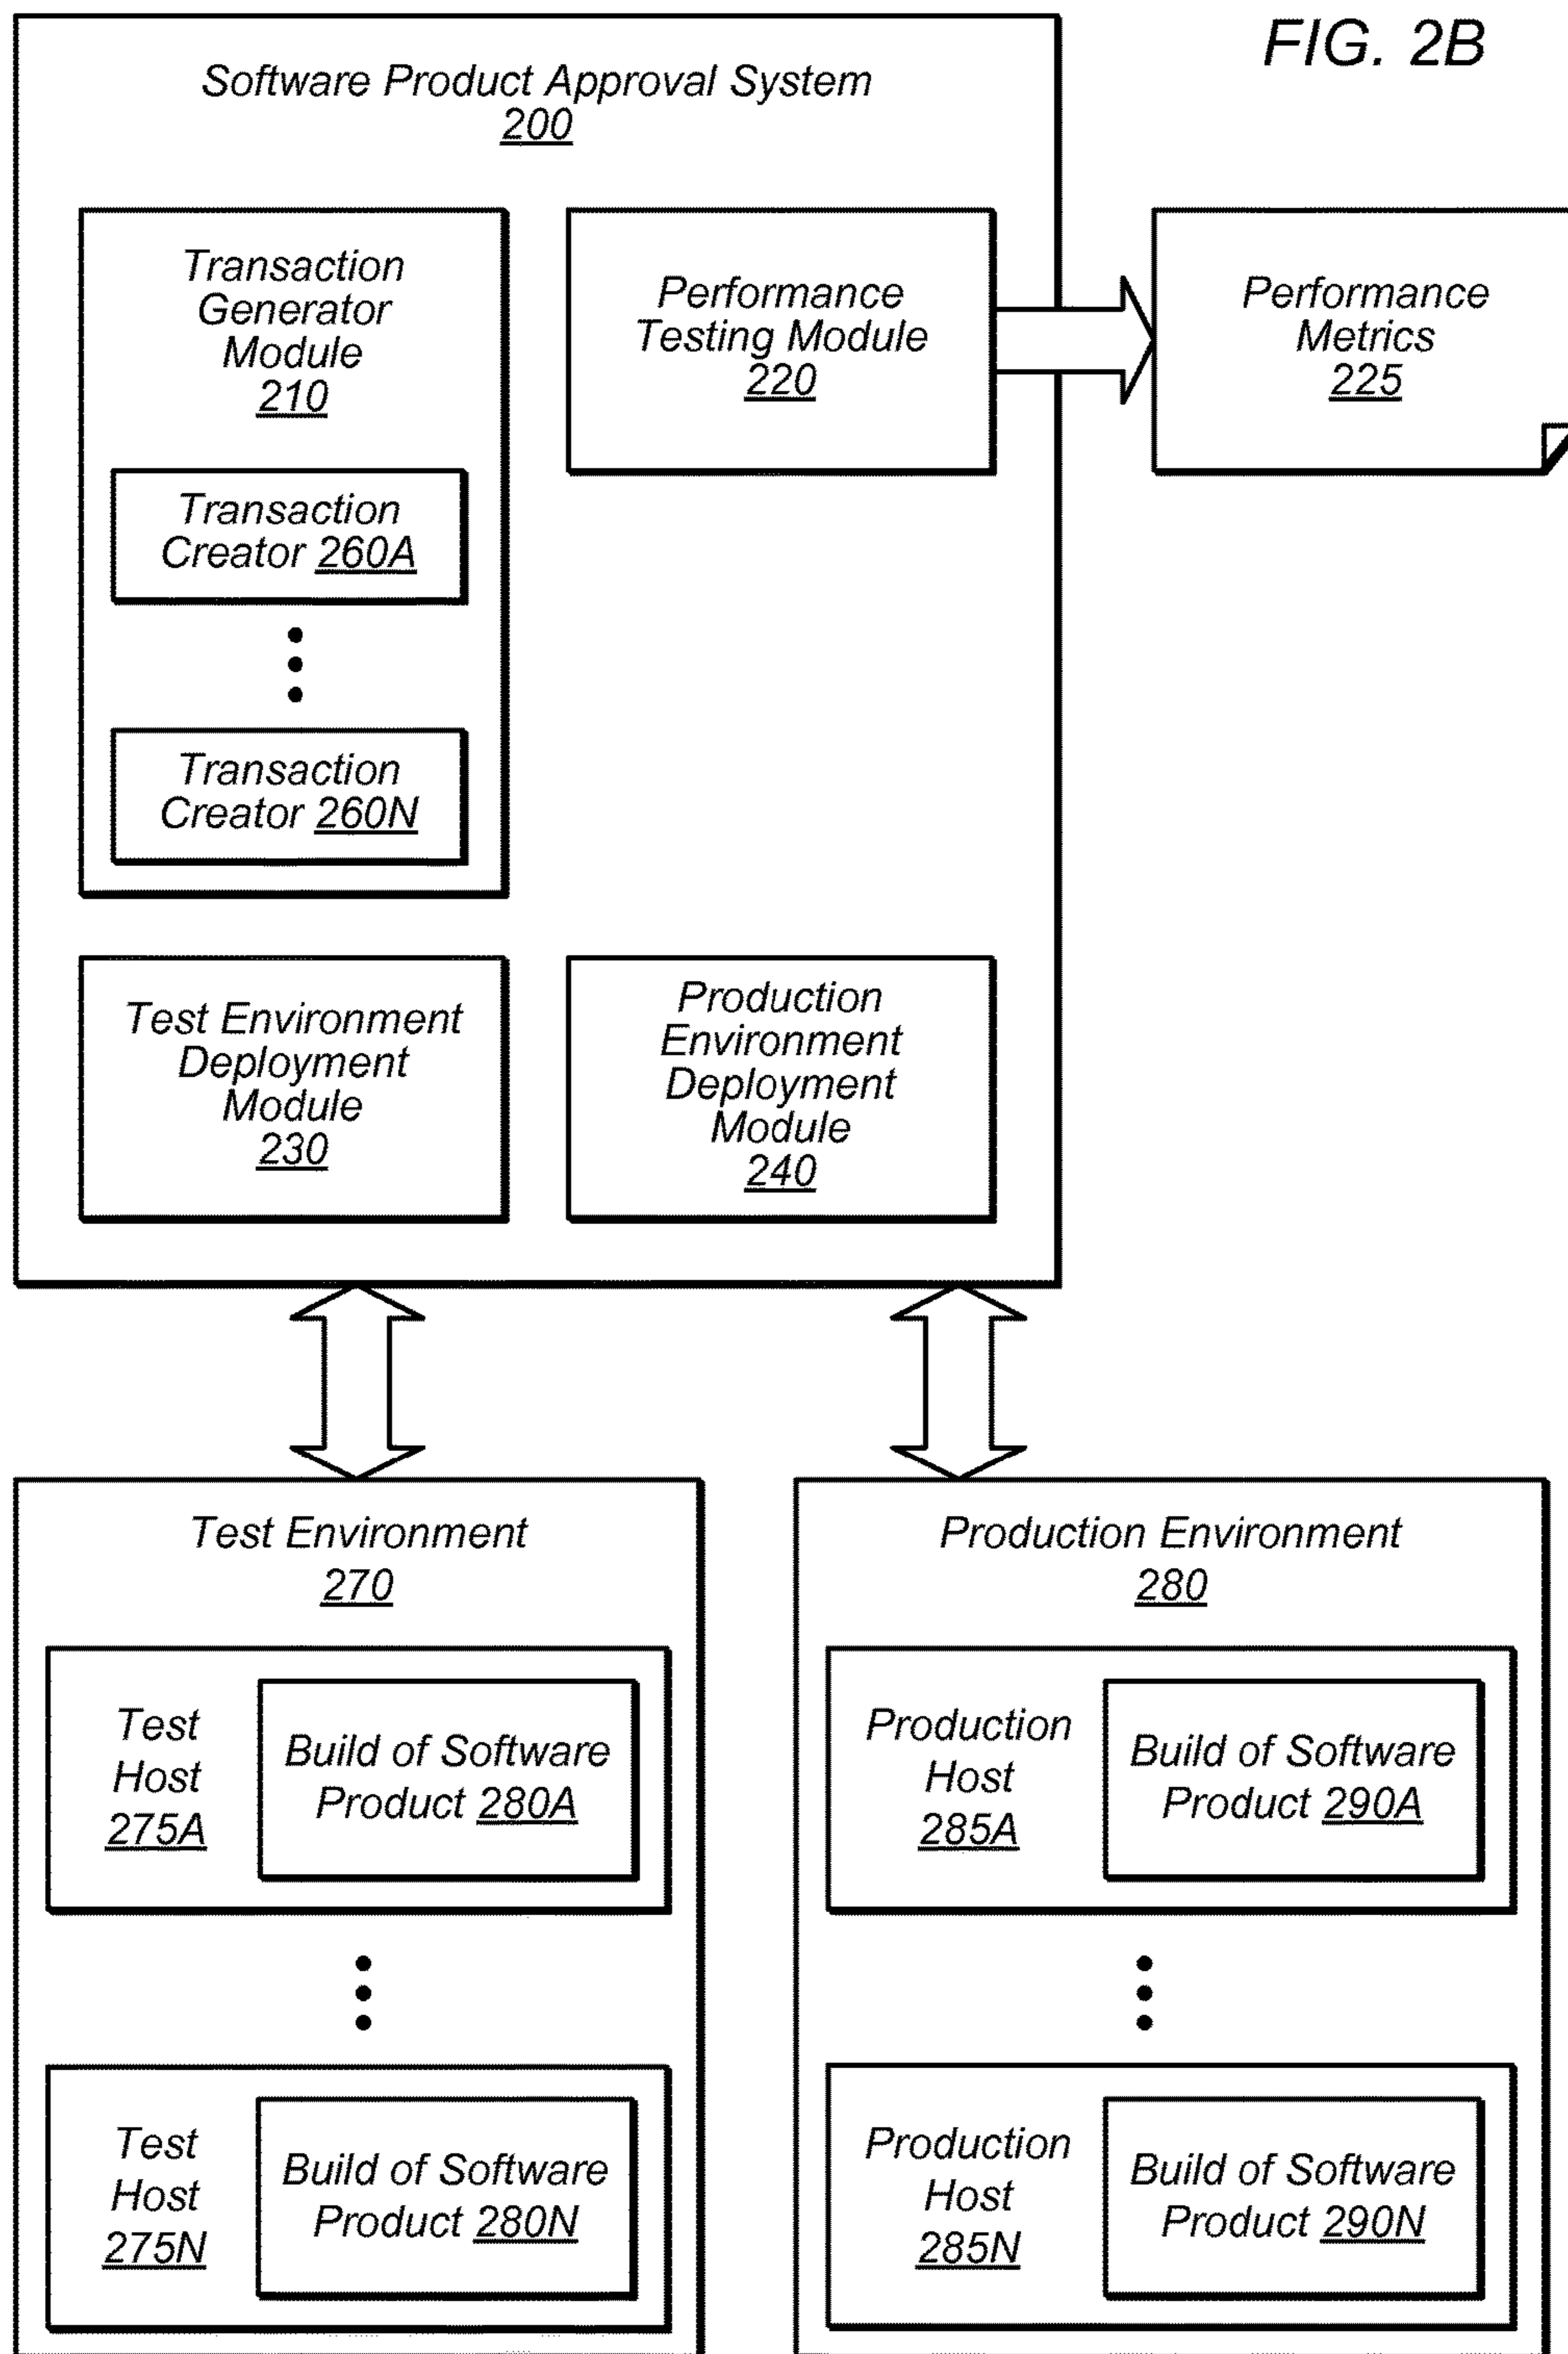 FIG. 2B
Software Product Approval System
200
Transaction
Generator
Module
210
Transaction
Creator 260A
Transaction
Creator 260N
Performance
Testing Module
220
Performance
Metrics
225
Test Environment
Deployment
Module
230
Production
Environment
Deployment
Module
240
Test Environment
270
Test
Host
275A
Build of Software
Product 280A
Test
Host
275N
Build of Software
Product 280N
Production Environment
280
Production
Host
285A
Build of Software
Product 290A
Production
Host
285N
Build of Software
Product 290N